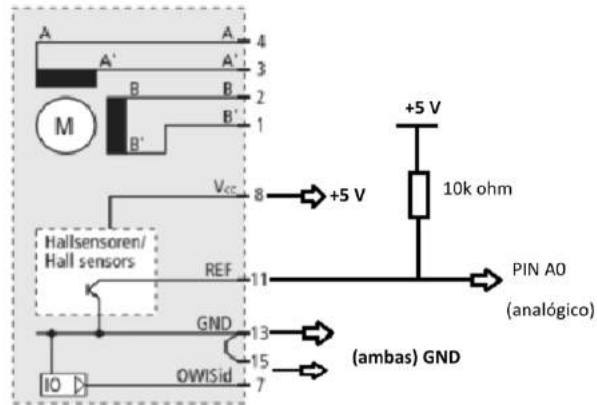 A A 4
A' A' 3
B B 2
M
B' B' 1
+5 V
10k ohm
Vcc 8 +5 V
Hallsensoren/
Hall sensors
REF 11 PIN A0
(analógico)
GND 13
15 (ambas) GND
IO OWISid 7